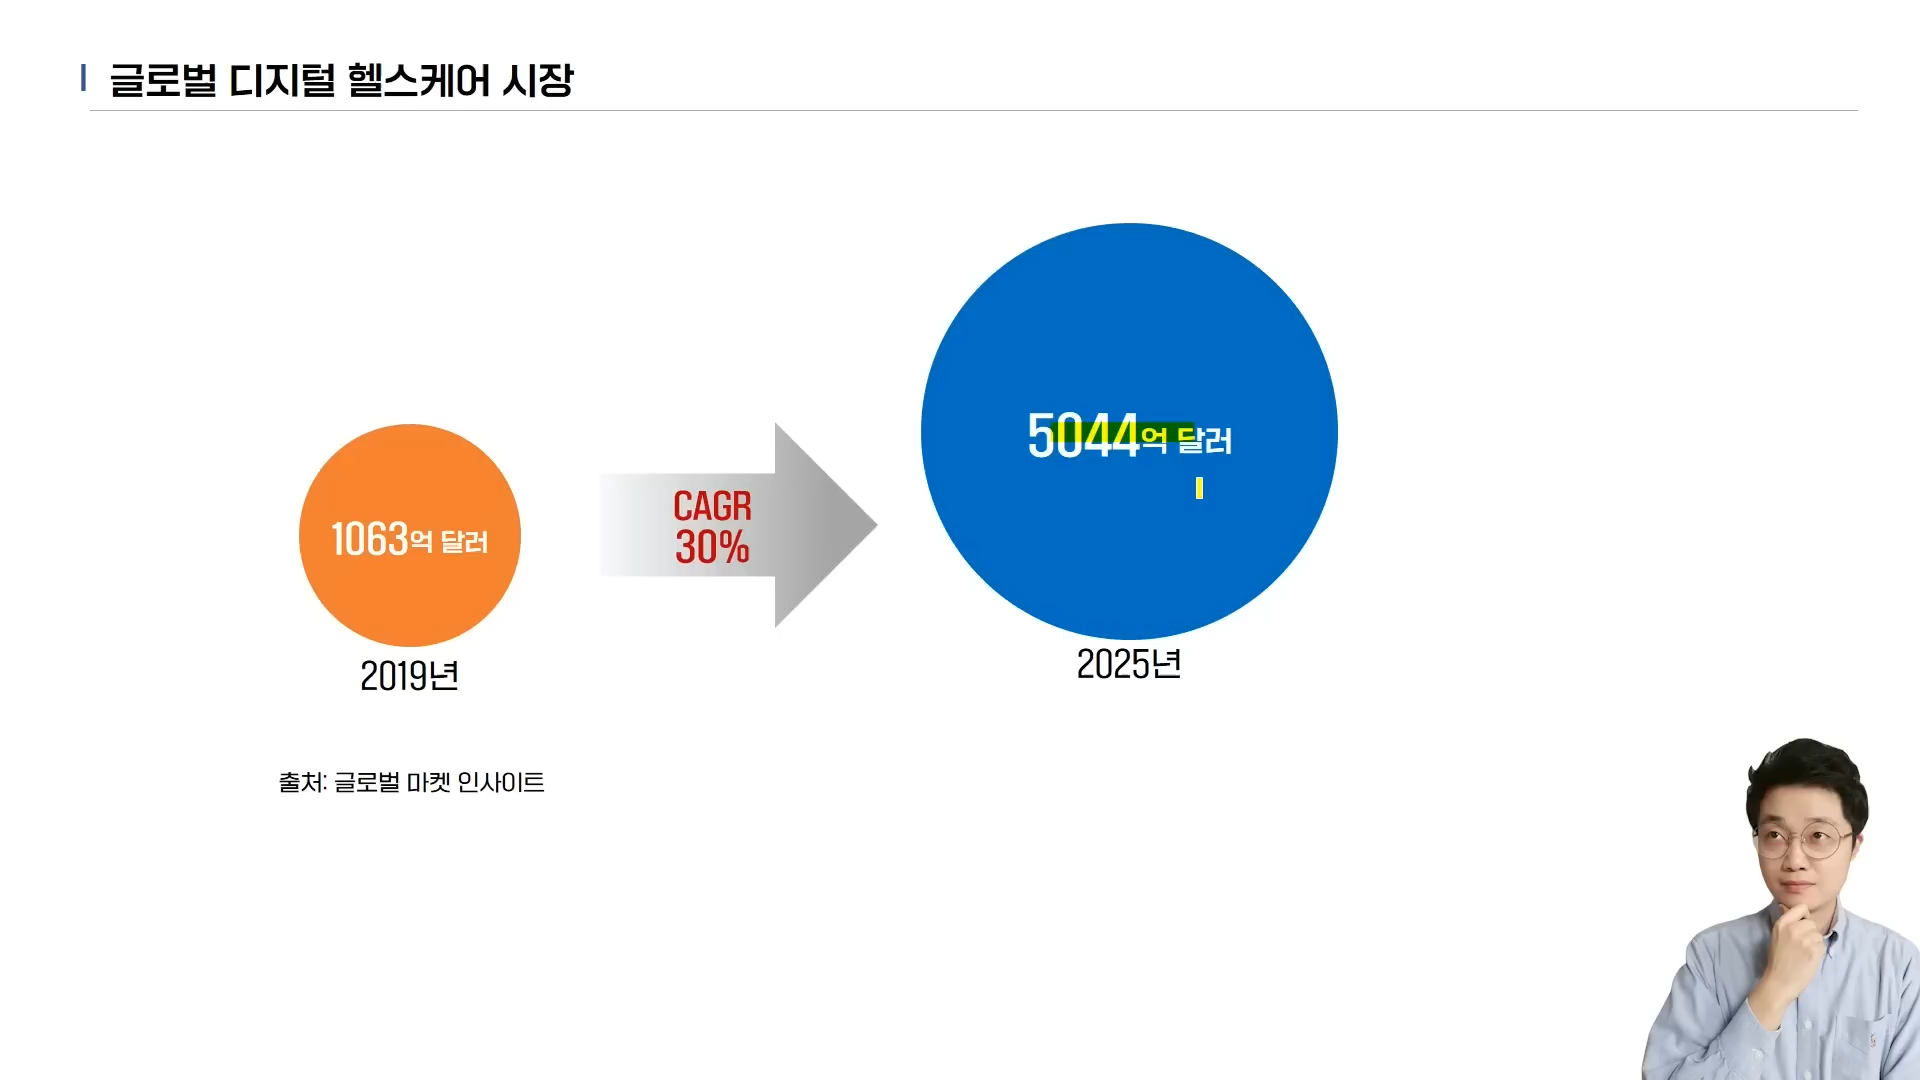 글로벌 디지털 헬스케어 시장
1063억 달러
2019년
CAGR
30%
5044억 달러
2025년
출처: 글로벌 마켓 인사이트